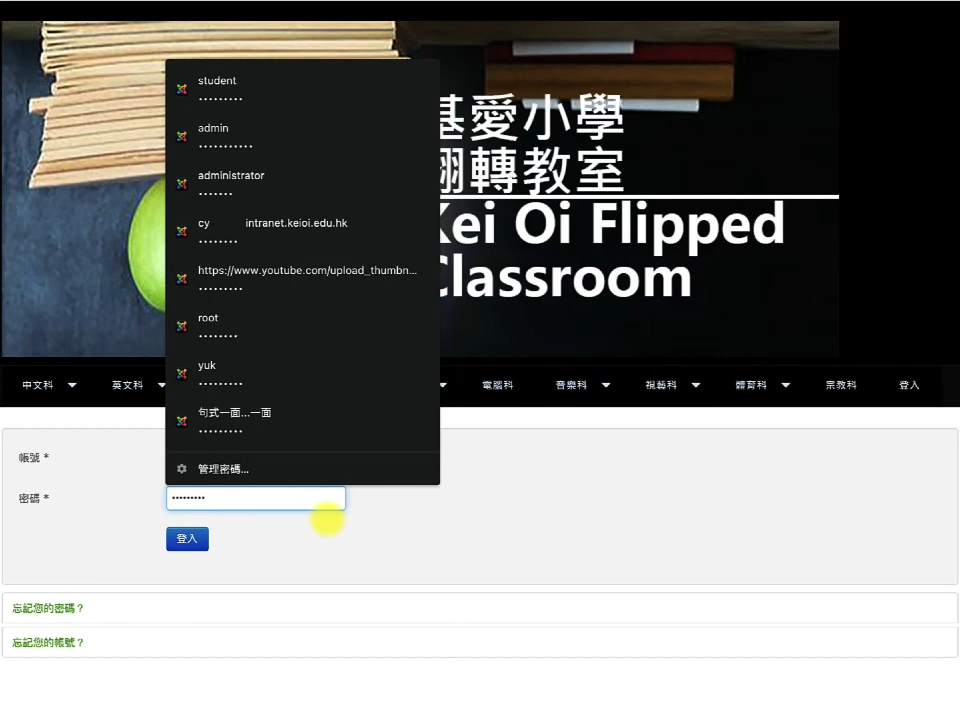 student
•••••••••
admin
•••••••••••
administrator
•••••••
cy intranet.keioi.edu.hk
••••••••
https://www.youtube.com/upload_thumbn...
•••••••••
root
••••••••
yuk
•••••••••
句式一面...一面
•••••••••
管理密碼...
基愛小學
翻轉教室
Kei Oi Flipped
Classroom
中文科 英文科 電腦科 音樂科 視藝科 體育科 宗教科 登入
帳號 *
密碼 * •••••••••
登入
忘記您的密碼？
忘記您的帳號？